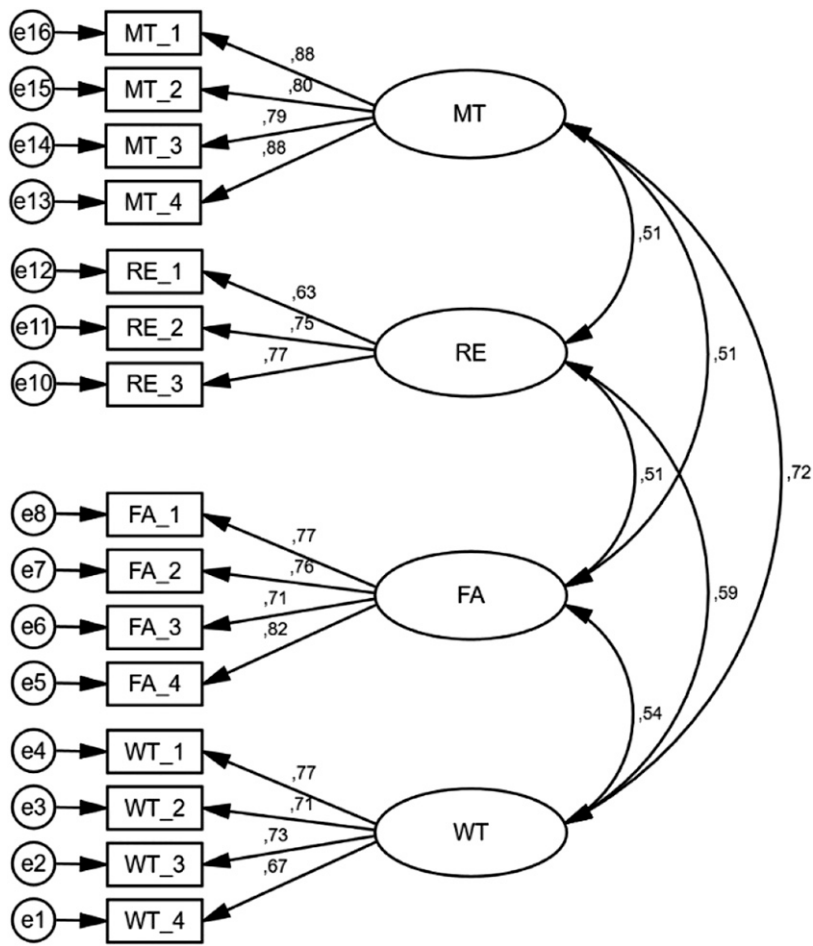 e16 MT_1
,88
e15 MT_2 ,80 MT
,79
e14 MT_3
,88
e13 MT_4
,51
e12 RE_1
,63
e11 RE_2 ,75
RE ,51
,77
e10 RE_3
,51 ,72
e8 FA_1
,77
e7 FA_2 ,76
FA ,59
,71
e6 FA_3
,82
e5 FA_4
,54
e4 WT_1
,77
e3 WT_2 ,71
WT
,73
e2 WT_3
,67
e1 WT_4